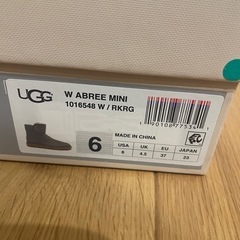 UGG
W ABREE MINI
1016548 W / RKRG
6
MADE IN CHINA
USA UK EU JAPAN
6 4.5 37 23